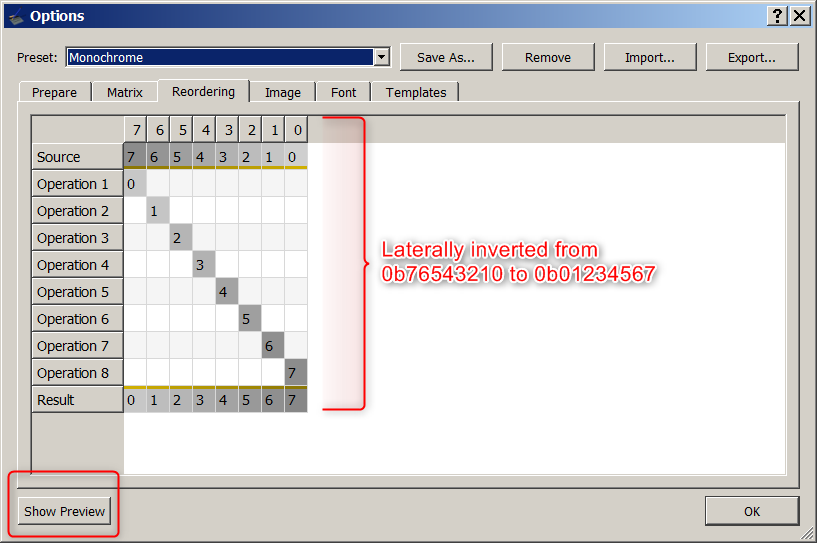 Options
Preset: Monochrome Save As... Remove Import... Export...
Prepare Matrix Reordering Image Font Templates
7 6 5 4 3 2 1 0
Source 7 6 5 4 3 2 1 0
Operation 1 0
Operation 2 1
Operation 3 2
Operation 4 3
Operation 5 4
Operation 6 5
Operation 7 6
Operation 8 7
Result 0 1 2 3 4 5 6 7
Laterally inverted from
0b76543210 to 0b01234567
Show Preview OK